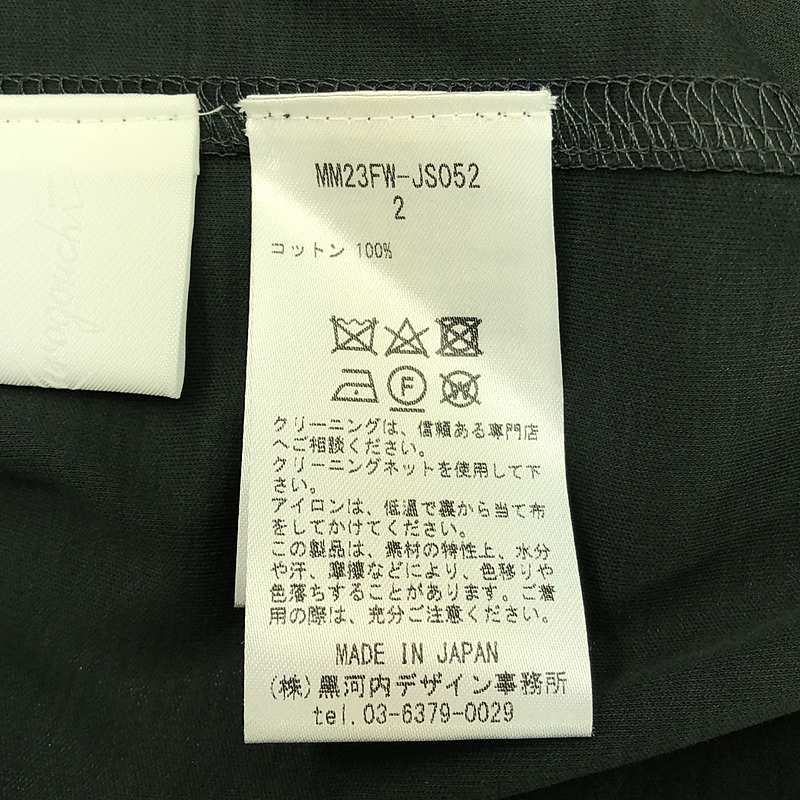 MM23FW-JS052
2
コットン 100%
F
W
クリーニングは、信頼ある専門店
へご相談ください。
クリーニングネットを使用して下
さい。
アイロンは、低温で裏から当て布
をしてかけてください。
この製品は、素材の特性上、水分
や汗、摩擦などにより、色移りや
色落ちすることがあります。ご着
用の際は、充分ご注意ください。
MADE IN JAPAN
(株)黒河内デザイン事務所
tel.03-6379-0029